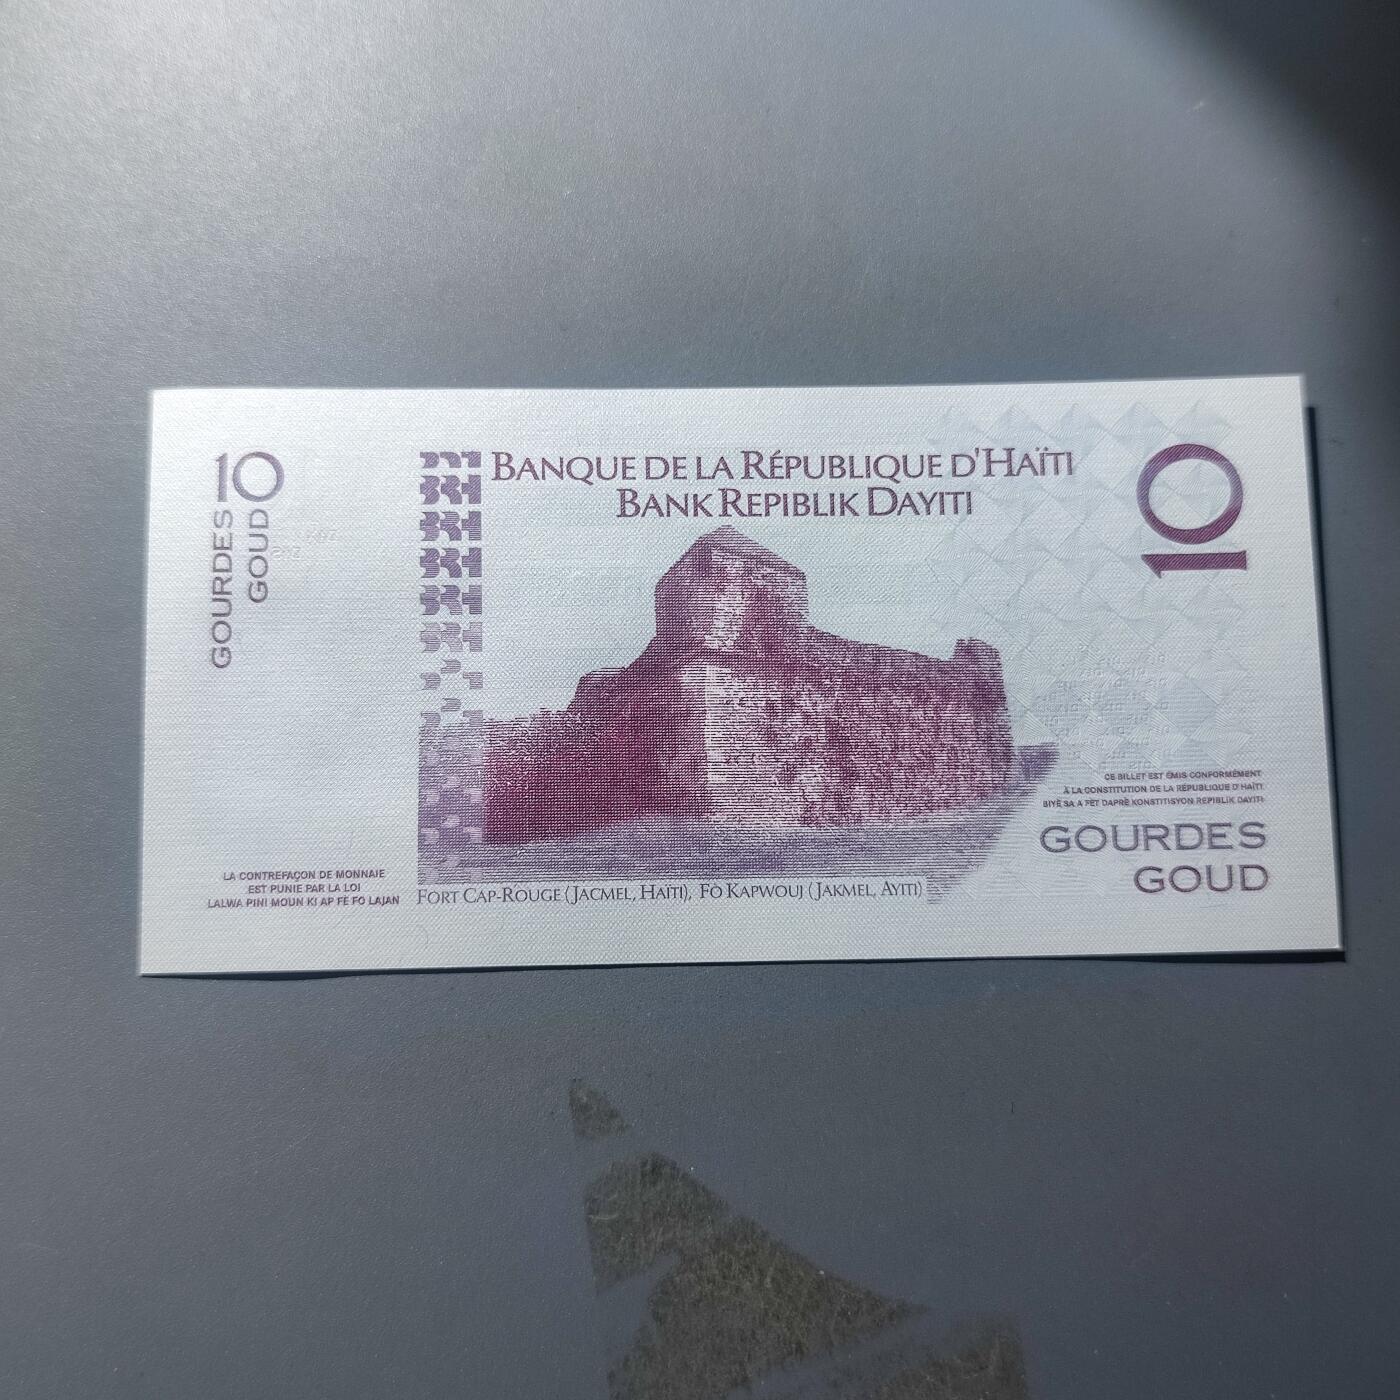 10
GOURDES
GOUD
BANQUE DE LA RÉPUBLIQUE D'HAÏTI
BANK REPIBLIK DAYITI
10
CE BILLET EST ÉMIS CONFORMÉMENT
À LA CONSTITUTION DE LA RÉPUBLIQUE D'HAÏTI
BIYÈ SA A FÈT DAPRÈ KONSTITISYON REPIBLIK DAYITI
GOURDES
GOUD
LA CONTREFAÇON DE MONNAIE
EST PUNIE PAR LA LOI
LALWA PINI MOUN KI AP FÈ FO LAJAN
FORT CAP-ROUGE (JACMEL, HAÏTI), FÒ KAPWOUJ (JAKMEL, AYITI)